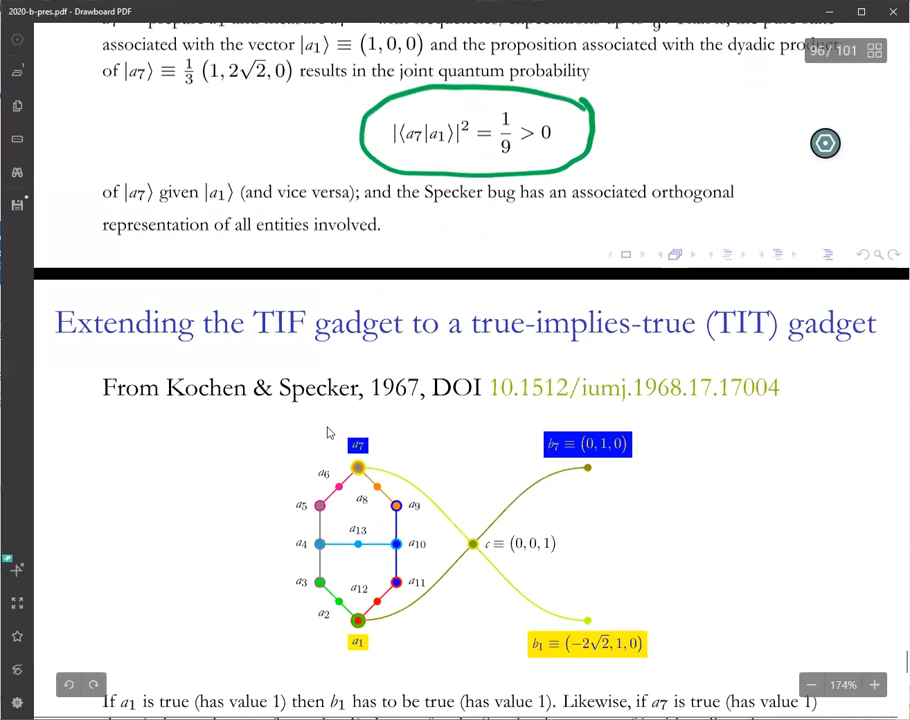 2020-b-pres.pdf - Drawboard PDF
96/ 101
associated with the vector |a₁⟩ ≡ (1, 0, 0) and the proposition associated with the dyadic
of |a₇⟩ ≡ 1/3 (1, 2√2, 0) results in the joint quantum probability
|⟨a₇|a₁⟩|² = 1/9 > 0
of |a₇⟩ given |a₁⟩ (and vice versa); and the Specker bug has an associated orthogonal
representation of all entities involved.
Extending the TIF gadget to a true-implies-true (TIT) gadget
From Kochen & Specker, 1967, DOI 10.1512/iumj.1968.17.17004
a₇
b₇ ≡ (0, 1, 0)
a₆
a₈
a₅
a₉
a₁₃
a₄
a₁₀
c ≡ (0, 0, 1)
a₃
a₁₂
a₁₁
a₂
a₁
b₁ ≡ (−2√2, 1, 0)
174%
If a₁ is true (has value 1) then b₁ has to be true (has value 1). Likewise, if a₇ is true (has value 1)